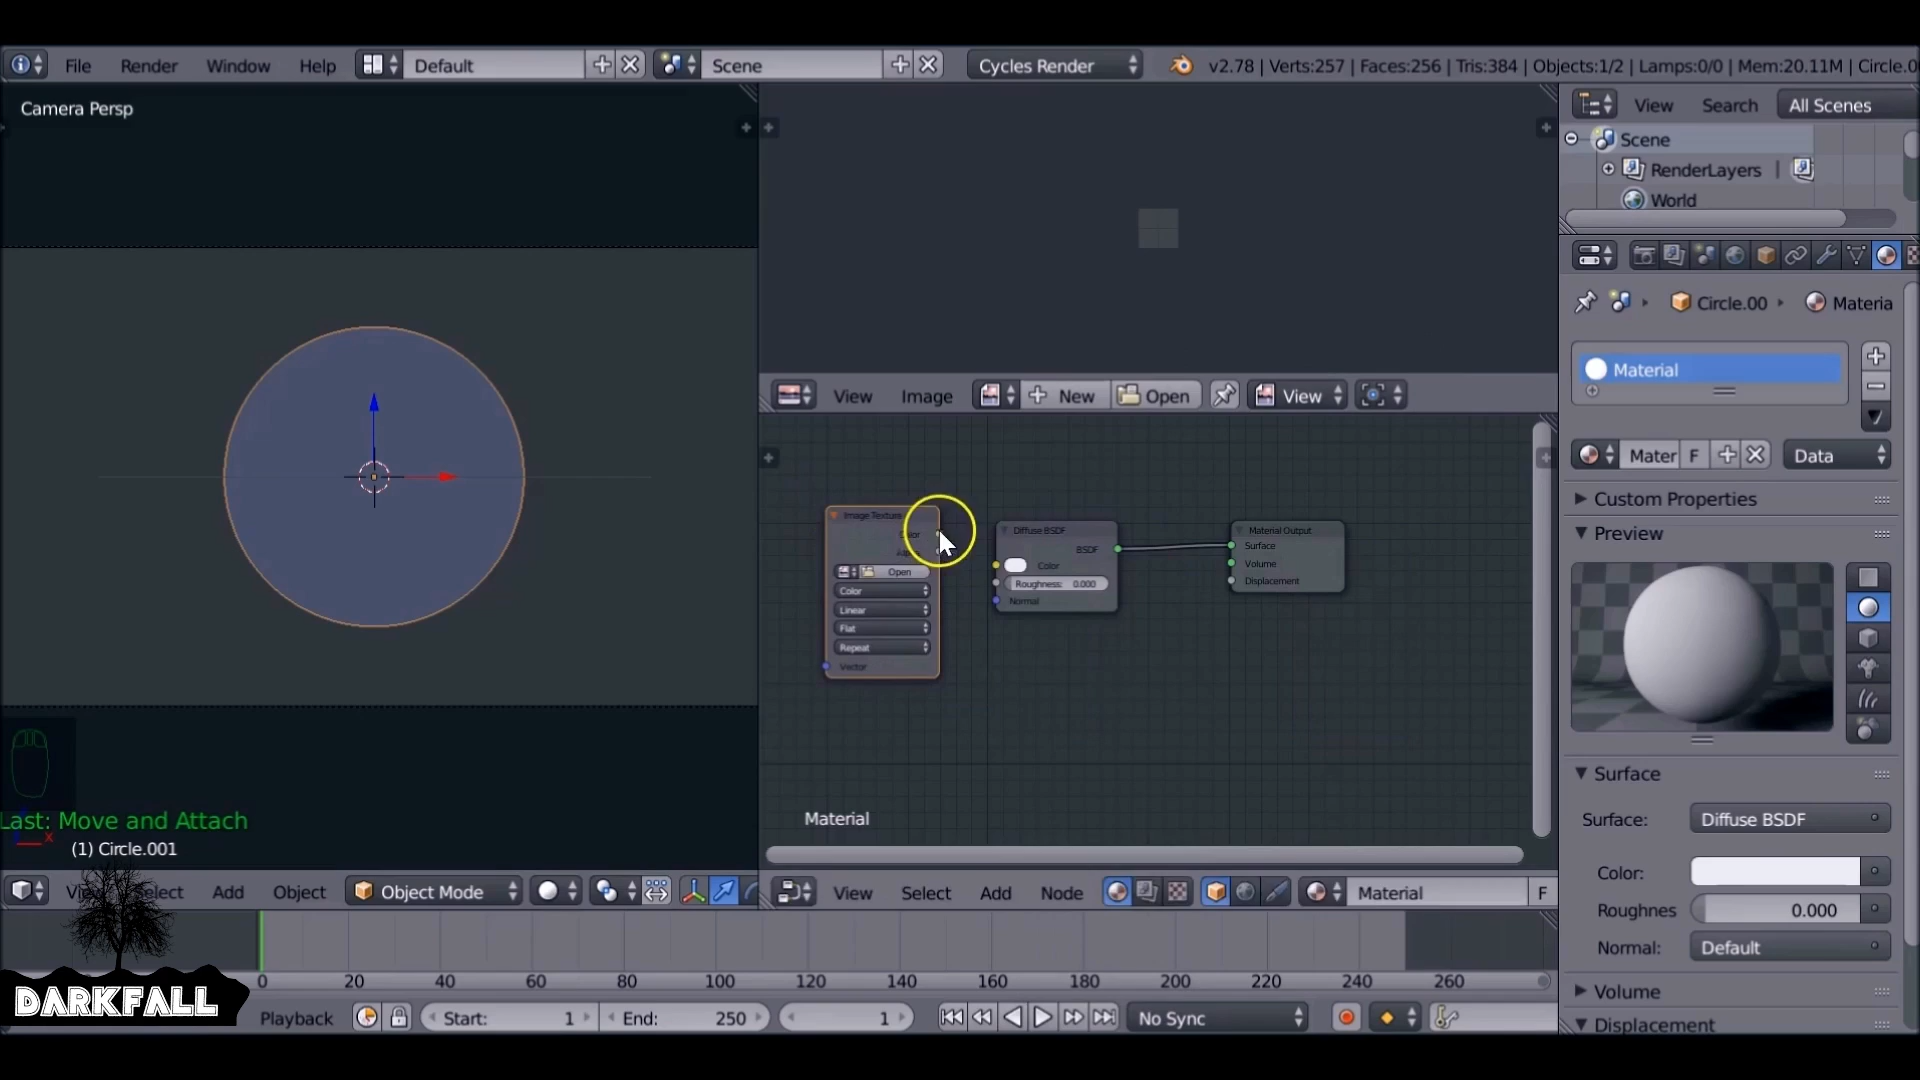 File Render Window Help Default Scene Cycles Render v2.78 | Verts:257 | Faces:256 | Tris:384 | Objects:1/2 | Lamps:0/0 | Mem:20.11M | Circle.0
Camera Persp
View Search All Scenes
Scene
RenderLayers
World
Circle.00 Materia
Material
View Image New Open View
Mater F Data
Custom Properties
Preview
Image Texture
Color
Open
Color
Linear
Flat
Repeat
Vector
Diffuse BSDF
BSDF
Color
Roughness: 0.000
Normal
Material Output
Surface
Volume
Displacement
Surface
Surface: Diffuse BSDF
Color:
Roughnes 0.000
Normal: Default
Volume
Displacement
Last: Move and Attach
x
(1) Circle.001
Material
Add Object Object Mode
View Select Add Node Material F
0 20 40 60 80 100 120 140 160 180 200 220 240 260
DARKFALL
Playback Start: 1 End: 250 1 No Sync